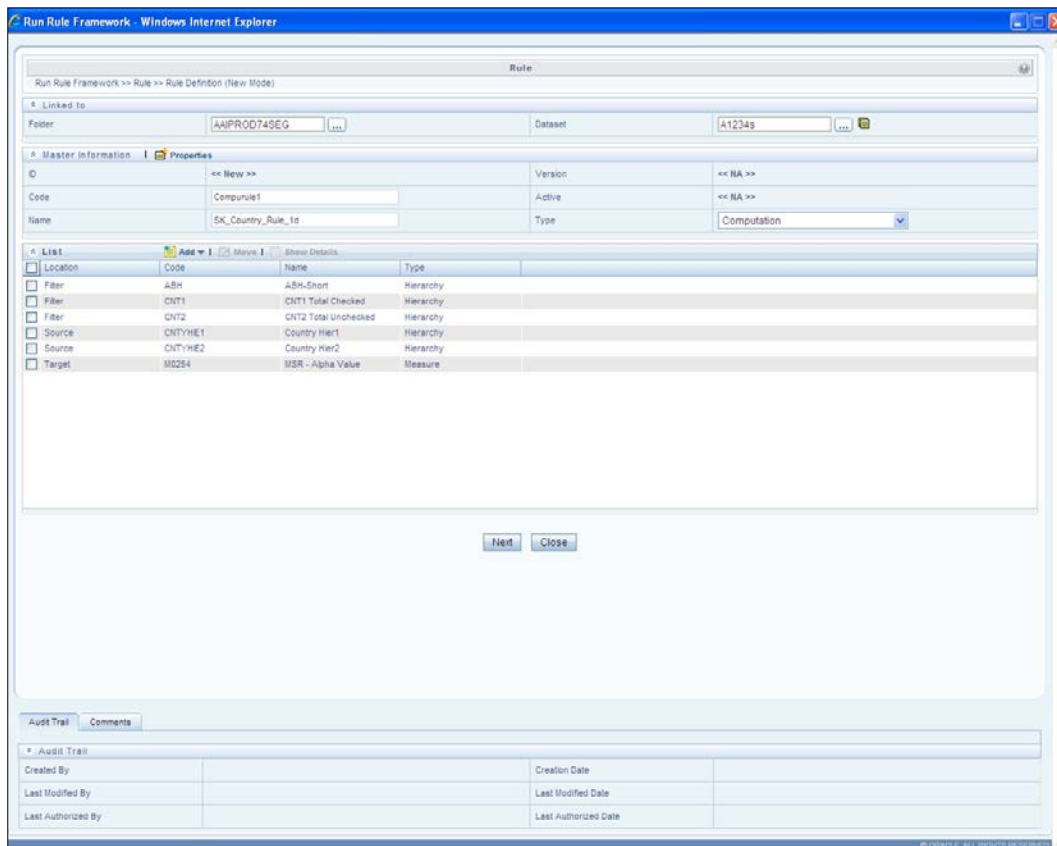 Run Rule Framework - Windows Internet Explorer
Rule
Run Rule Framework >> Rule >> Rule Definition (New Mode)
Linked to
Folder AAIPROD74SEG ... Dataset A1234s ...
Master Information | Properties
ID << New >> Version << NA >>
Code Compurule1 Active << NA >>
Name SK_Country_Rule_1d Type Computation
List Add | Move | Show Details
Location Code Name Type
Filter ABH ABH-Short Hierarchy
Filter CNT1 CNT1 Total Checked Hierarchy
Filter CNT2 CNT2 Total Unchecked Hierarchy
Source CNTYHIE1 Country Hier1 Hierarchy
Source CNTYHIE2 Country Hier2 Hierarchy
Target M0254 MSR - Alpha Value Measure
Next Close
Audit Trail Comments
Audit Trail
Created By Creation Date
Last Modified By Last Modified Date
Last Authorized By Last Authorized Date
© ORACLE ALL RIGHTS RESERVED